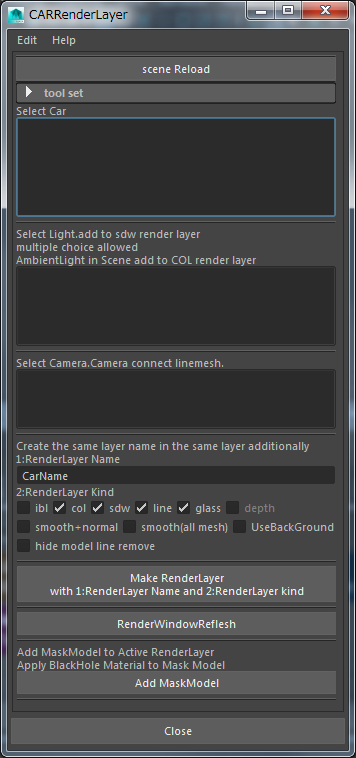 CARRenderLayer
Edit Help
scene Reload
tool set
Select Car
Select Light.add to sdw render layer
multiple choice allowed
AmbientLight in Scene add to COL render layer
Select Camera.Camera connect linemesh.
Create the same layer name in the same layer additionally
1:RenderLayer Name
CarName
2:RenderLayer Kind
ibl col sdw line glass depth
smooth+normal smooth(all mesh) UseBackGround
hide model line remove
Make RenderLayer
with 1:RenderLayer Name and 2:RenderLayer kind
RenderWindowReflesh
Add MaskModel to Active RenderLayer
Apply BlackHole Material to Mask Model
Add MaskModel
Close